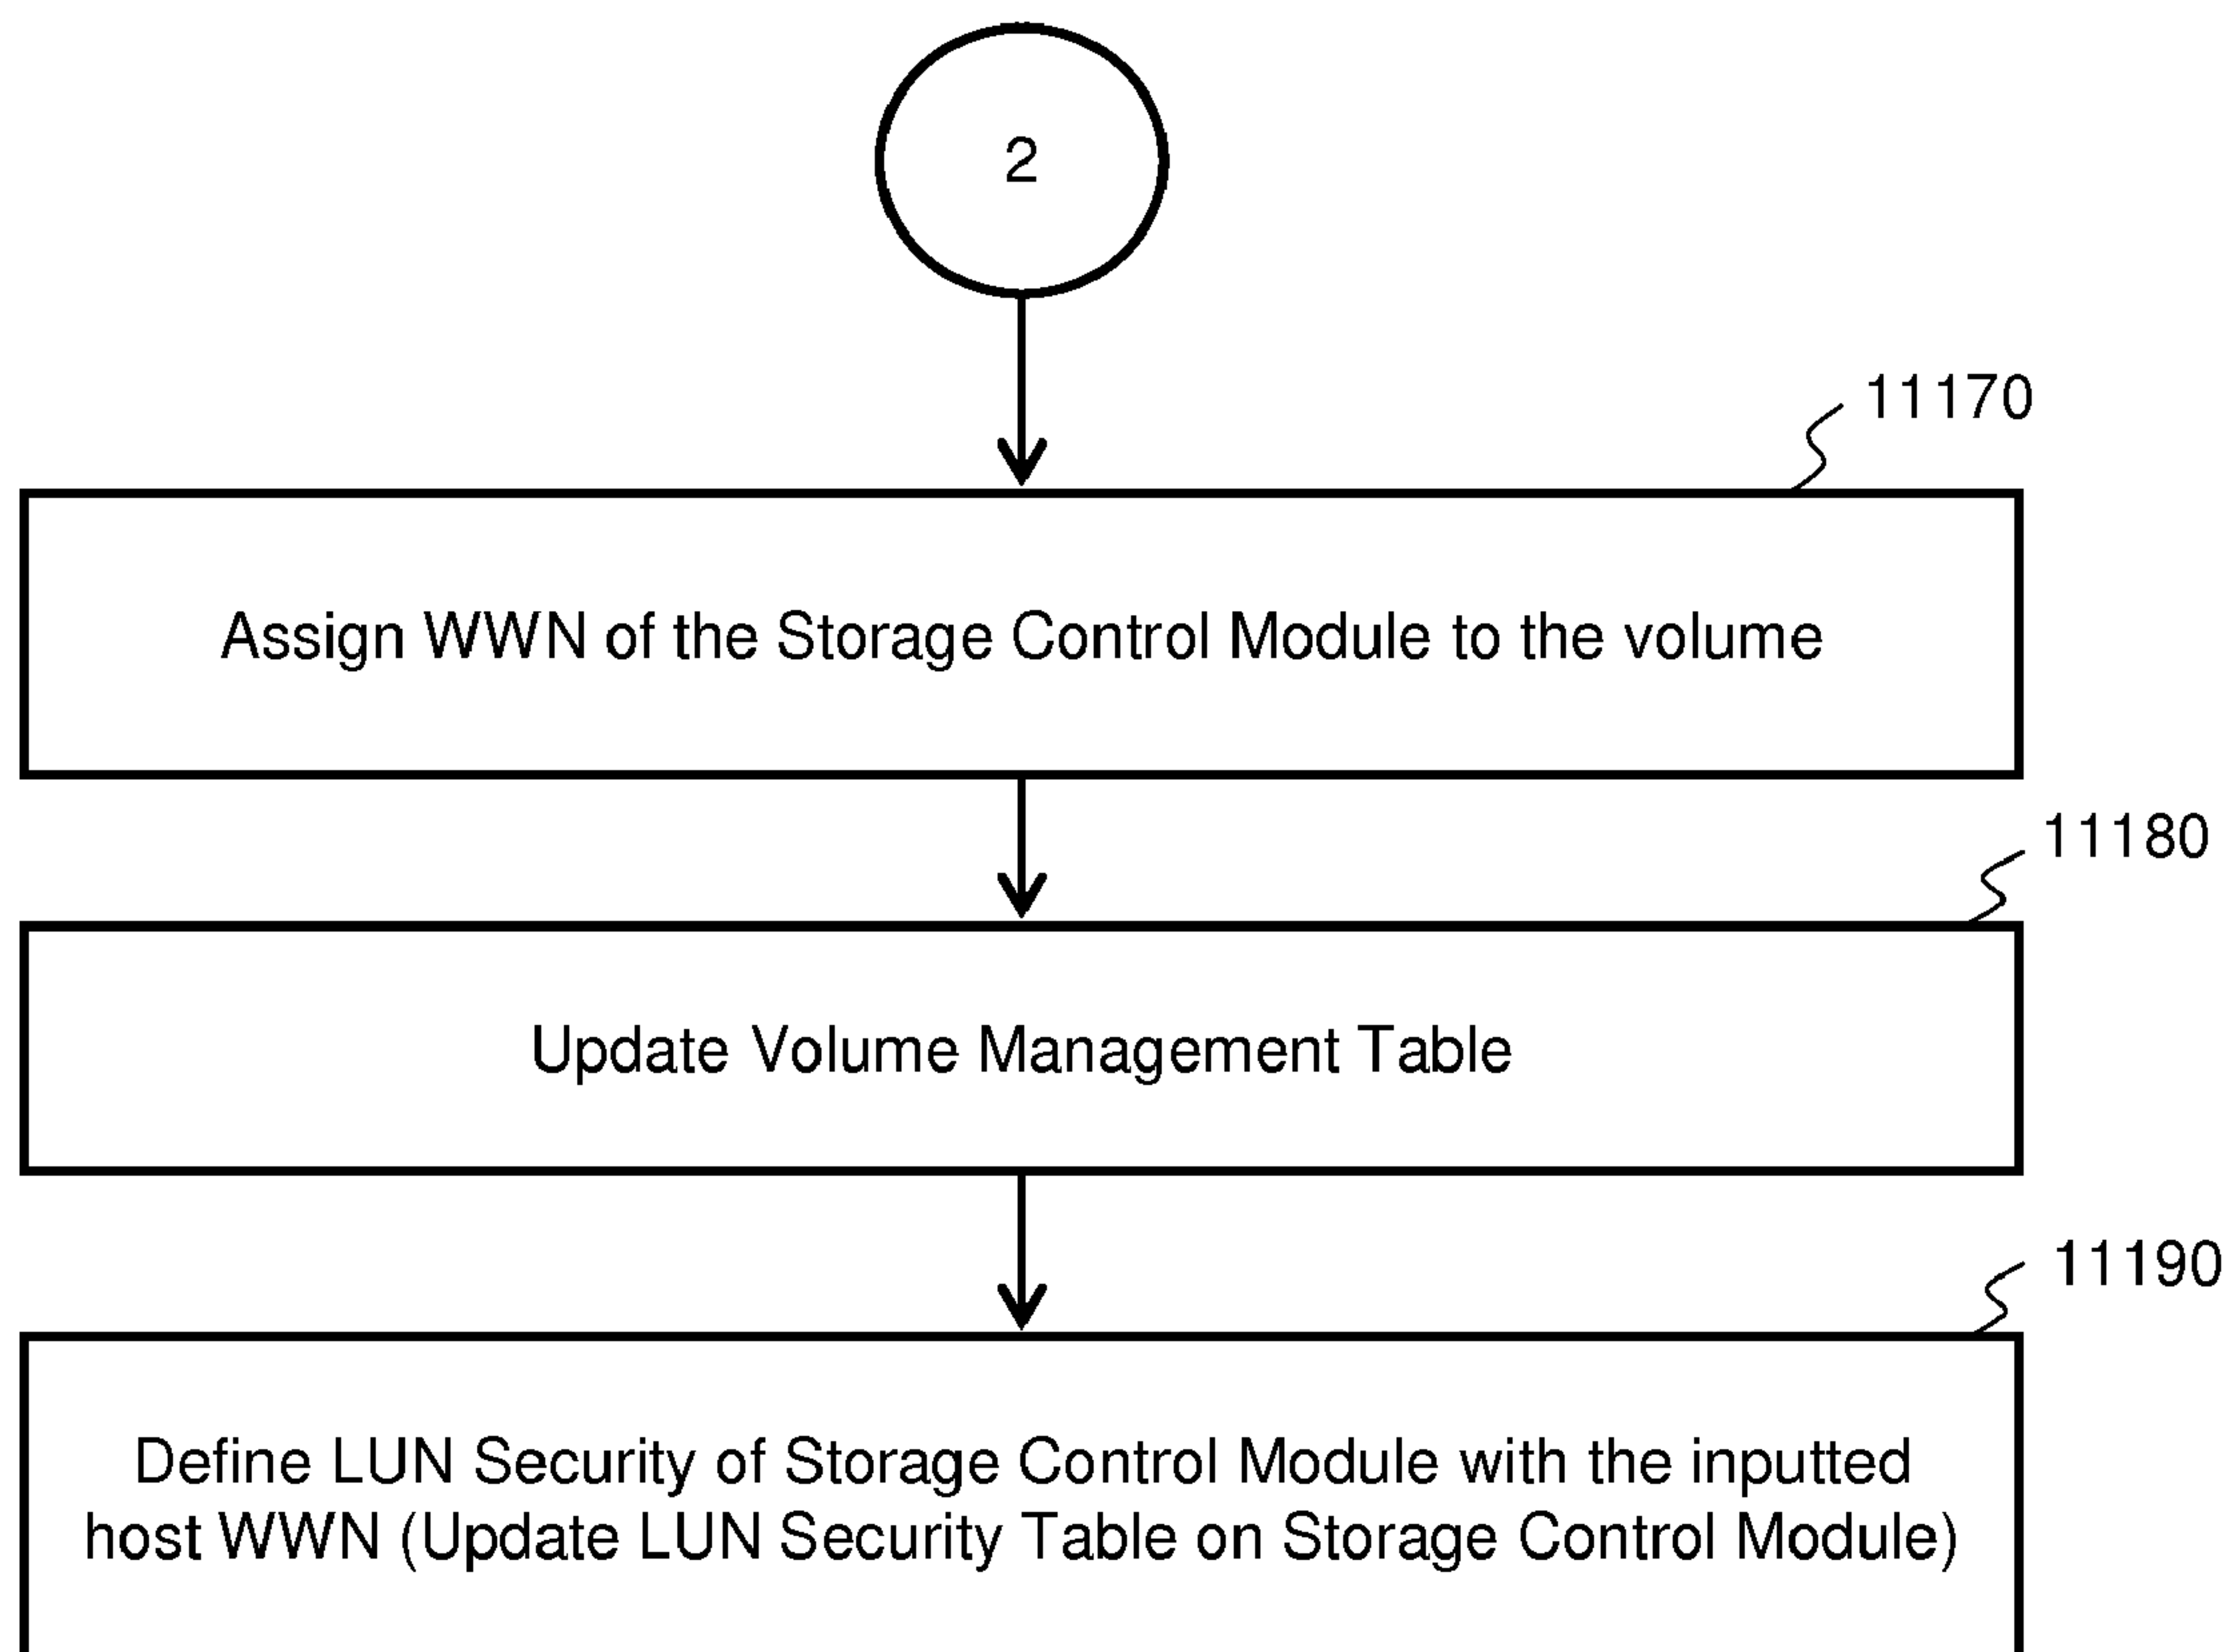 2
11170
Assign WWN of the Storage Control Module to the volume
11180
Update Volume Management Table
11190
Define LUN Security of Storage Control Module with the inputted
host WWN (Update LUN Security Table on Storage Control Module)